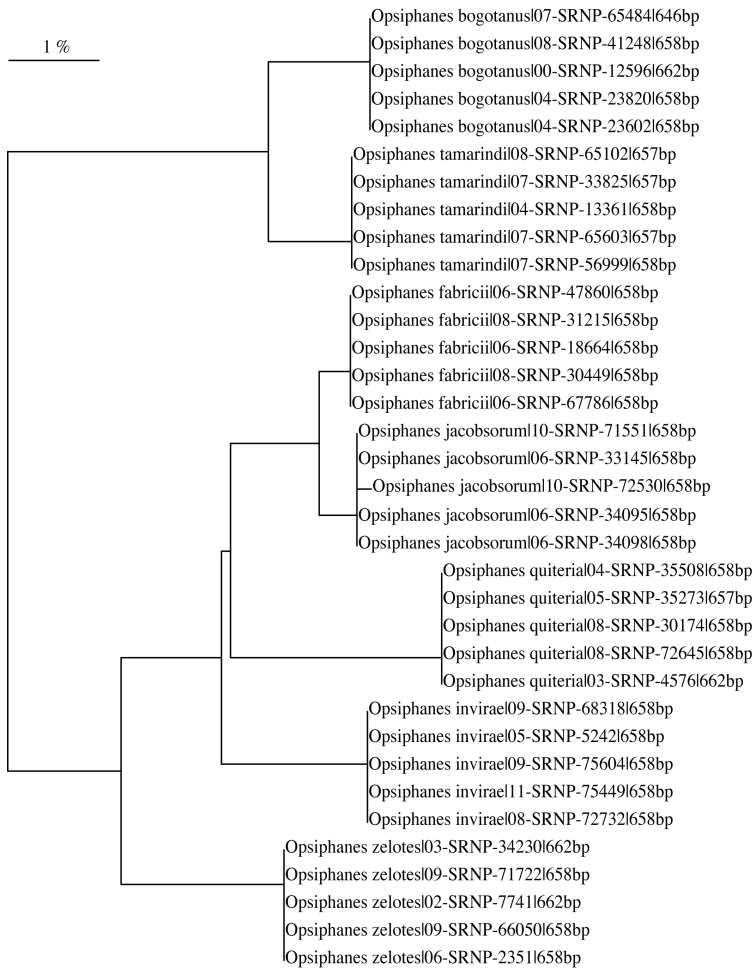 1 %
Opsiphanes bogotanus|07-SRNP-65484|646bp
Opsiphanes bogotanus|08-SRNP-41248|658bp
Opsiphanes bogotanus|00-SRNP-12596|662bp
Opsiphanes bogotanus|04-SRNP-23820|658bp
Opsiphanes bogotanus|04-SRNP-23602|658bp
Opsiphanes tamarindi|08-SRNP-65102|657bp
Opsiphanes tamarindi|07-SRNP-33825|657bp
Opsiphanes tamarindi|04-SRNP-13361|658bp
Opsiphanes tamarindi|07-SRNP-65603|657bp
Opsiphanes tamarindi|07-SRNP-56999|658bp
Opsiphanes fabricii|06-SRNP-47860|658bp
Opsiphanes fabricii|08-SRNP-31215|658bp
Opsiphanes fabricii|06-SRNP-18664|658bp
Opsiphanes fabricii|08-SRNP-30449|658bp
Opsiphanes fabricii|06-SRNP-67786|658bp
Opsiphanes jacobsorum|10-SRNP-71551|658bp
Opsiphanes jacobsorum|06-SRNP-33145|658bp
Opsiphanes jacobsorum|10-SRNP-72530|658bp
Opsiphanes jacobsorum|06-SRNP-34095|658bp
Opsiphanes jacobsorum|06-SRNP-34098|658bp
Opsiphanes quiteria|04-SRNP-35508|658bp
Opsiphanes quiteria|05-SRNP-35273|657bp
Opsiphanes quiteria|08-SRNP-30174|658bp
Opsiphanes quiteria|08-SRNP-72645|658bp
Opsiphanes quiteria|03-SRNP-4576|662bp
Opsiphanes invirae|09-SRNP-68318|658bp
Opsiphanes invirae|05-SRNP-5242|658bp
Opsiphanes invirae|09-SRNP-75604|658bp
Opsiphanes invirae|11-SRNP-75449|658bp
Opsiphanes invirae|08-SRNP-72732|658bp
Opsiphanes zelotes|03-SRNP-34230|662bp
Opsiphanes zelotes|09-SRNP-71722|658bp
Opsiphanes zelotes|02-SRNP-7741|662bp
Opsiphanes zelotes|09-SRNP-66050|658bp
Opsiphanes zelotes|06-SRNP-2351|658bp